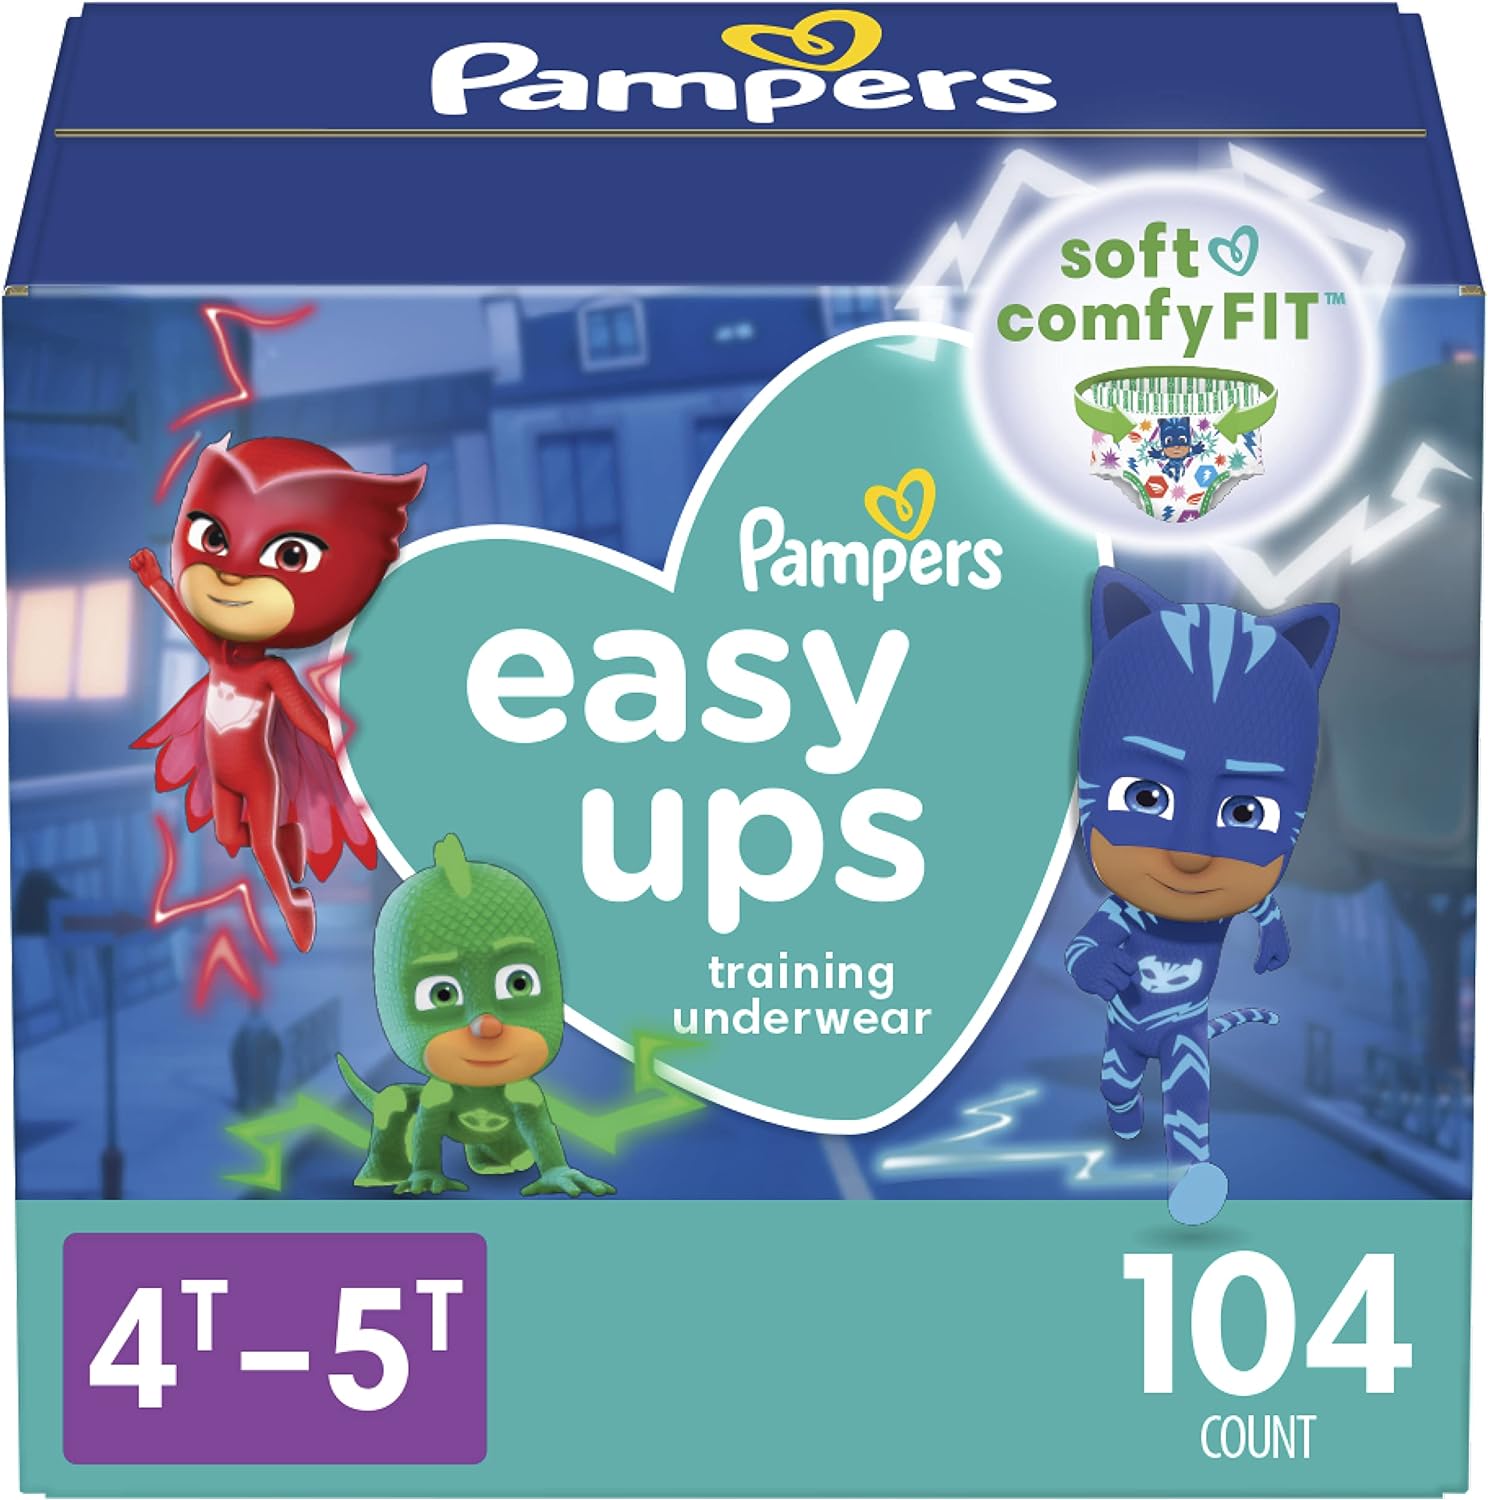 Pampers
soft
comfyFIT™
Pampers
easy
ups
training
underwear
4T–5T
104
COUNT